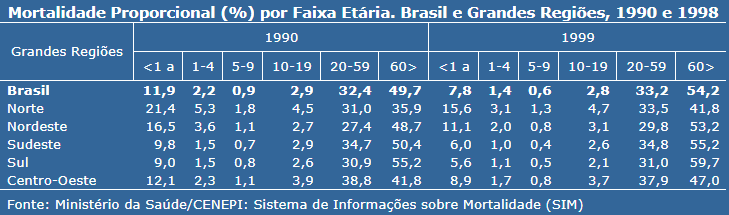 Mortalidade Proporcional (%) por Faixa Etária. Brasil e Grandes Regiões, 1990 e 1998
Grandes Regiões 1990 1999
<1 a 1-4 5-9 10-19 20-59 60> <1 a 1-4 5-9 10-19 20-59 60>
Brasil 11,9 2,2 0,9 2,9 32,4 49,7 7,8 1,4 0,6 2,8 33,2 54,2
Norte 21,4 5,3 1,8 4,5 31,0 35,9 15,6 3,1 1,3 4,7 33,5 41,8
Nordeste 16,5 3,6 1,1 2,7 27,4 48,7 11,1 2,0 0,8 3,1 29,8 53,2
Sudeste 9,8 1,5 0,7 2,9 34,7 50,4 6,0 1,0 0,4 2,6 34,8 55,2
Sul 9,0 1,5 0,8 2,6 30,9 55,2 5,6 1,1 0,5 2,1 31,0 59,7
Centro-Oeste 12,1 2,3 1,1 3,9 38,8 41,8 8,9 1,7 0,8 3,7 37,9 47,0
Fonte: Ministério da Saúde/CENEPI: Sistema de Informações sobre Mortalidade (SIM)